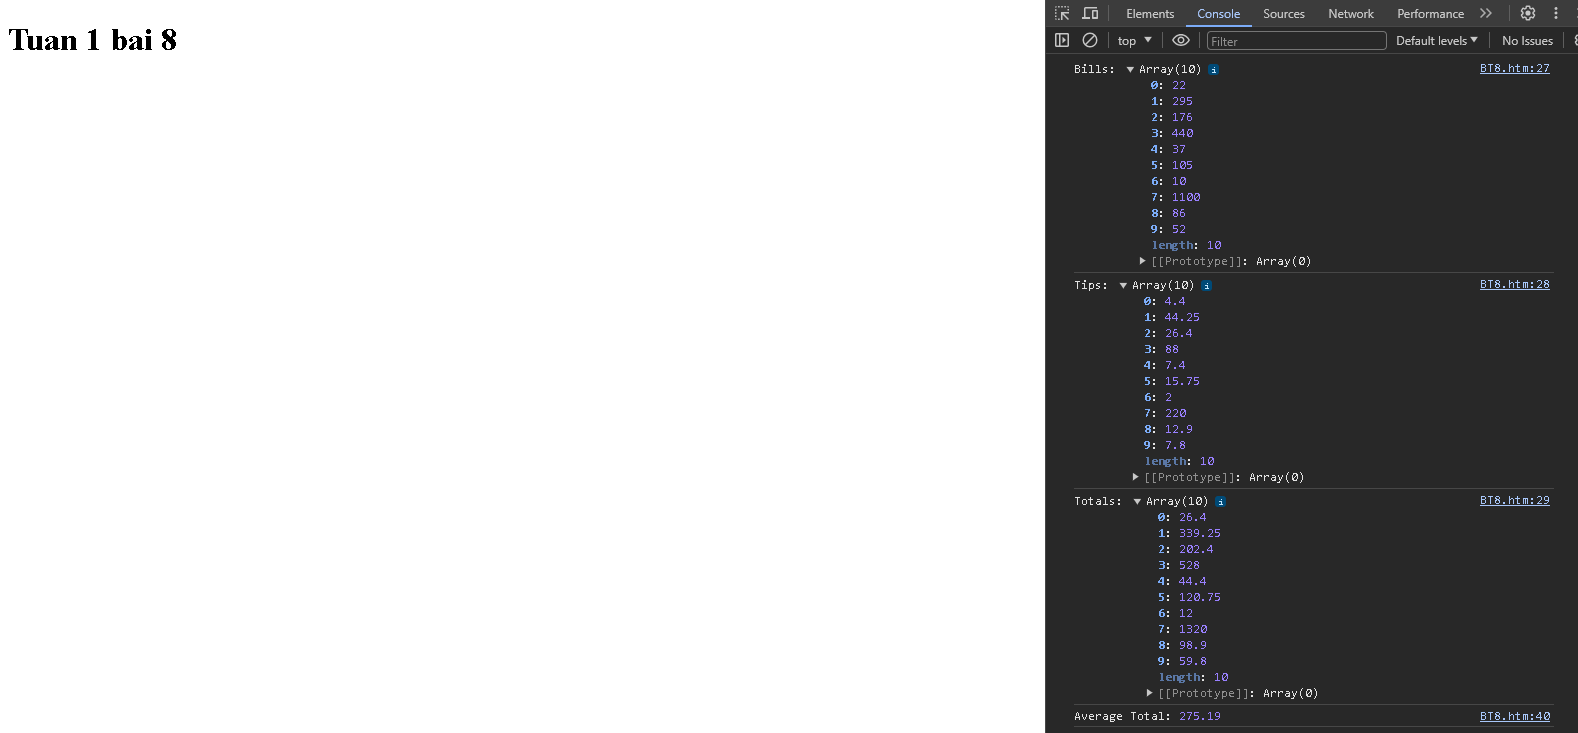 Tuan 1 bai 8
Elements Console Sources Network Performance
top Filter Default levels No Issues
Bills: Array(10) i BT8.htm:27
0: 22
1: 295
2: 176
3: 440
4: 37
5: 105
6: 10
7: 1100
8: 86
9: 52
length: 10
[[Prototype]]: Array(0)
Tips: Array(10) i BT8.htm:28
0: 4.4
1: 44.25
2: 26.4
3: 88
4: 7.4
5: 15.75
6: 2
7: 220
8: 12.9
9: 7.8
length: 10
[[Prototype]]: Array(0)
Totals: Array(10) i BT8.htm:29
0: 26.4
1: 339.25
2: 202.4
3: 528
4: 44.4
5: 120.75
6: 12
7: 1320
8: 98.9
9: 59.8
length: 10
[[Prototype]]: Array(0)
Average Total: 275.19 BT8.htm:40